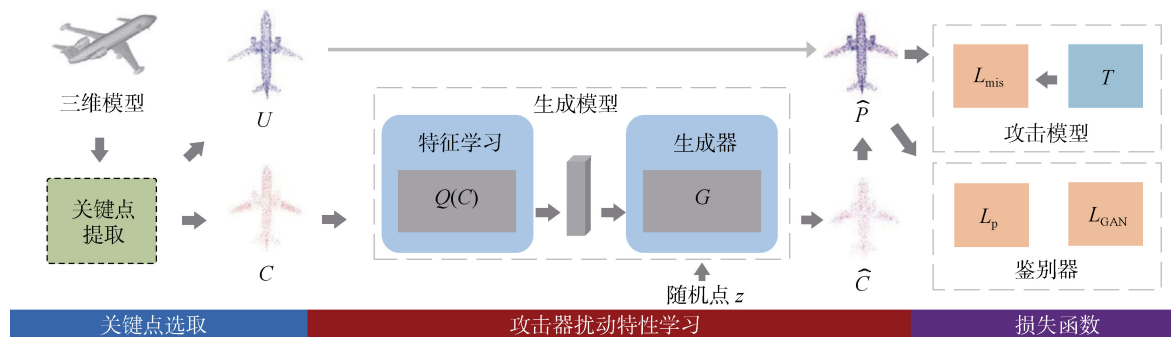 三维模型
关键点
提取
U
C
生成模型
特征学习
Q(C)
生成器
G
随机点 z
P̂
Ĉ
L_mis
T
攻击模型
L_p
L_GAN
鉴别器
关键点选取
攻击器扰动特性学习
损失函数